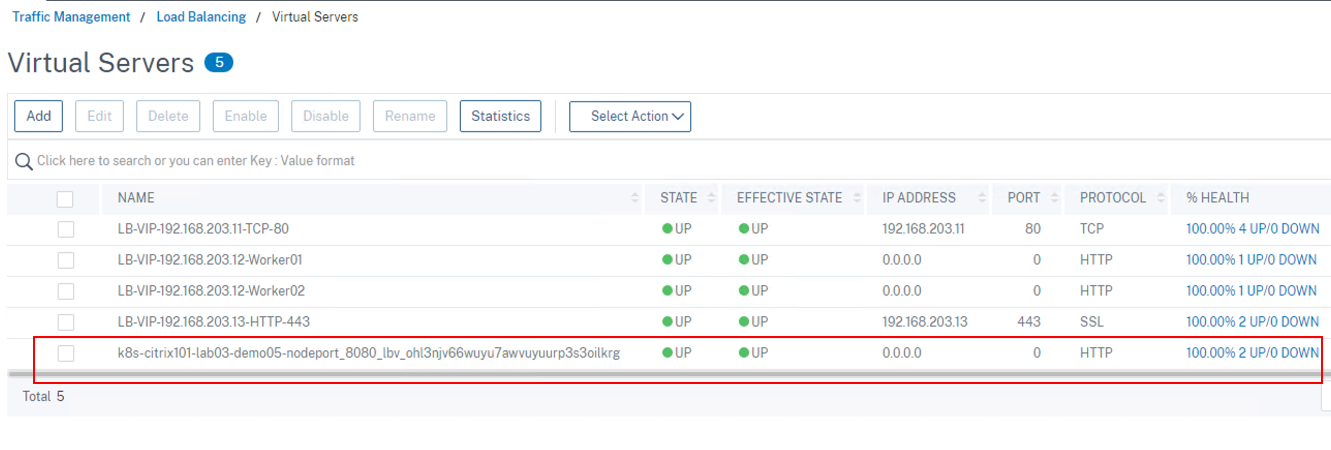 Traffic Management / Load Balancing / Virtual Servers
Virtual Servers 5
Add Edit Delete Enable Disable Rename Statistics Select Action
Click here to search or you can enter Key : Value format
NAME STATE EFFECTIVE STATE IP ADDRESS PORT PROTOCOL % HEALTH
LB-VIP-192.168.203.11-TCP-80 UP UP 192.168.203.11 80 TCP 100.00% 4 UP/0 DOWN
LB-VIP-192.168.203.12-Worker01 UP UP 0.0.0.0 0 HTTP 100.00% 1 UP/0 DOWN
LB-VIP-192.168.203.12-Worker02 UP UP 0.0.0.0 0 HTTP 100.00% 1 UP/0 DOWN
LB-VIP-192.168.203.13-HTTP-443 UP UP 192.168.203.13 443 SSL 100.00% 2 UP/0 DOWN
k8s-citrix101-lab03-demo05-nodeport_8080_lbv_ohl3njv66wuyu7awvuyuurp3s3oilkrg UP UP 0.0.0.0 0 HTTP 100.00% 2 UP/0 DOWN
Total 5